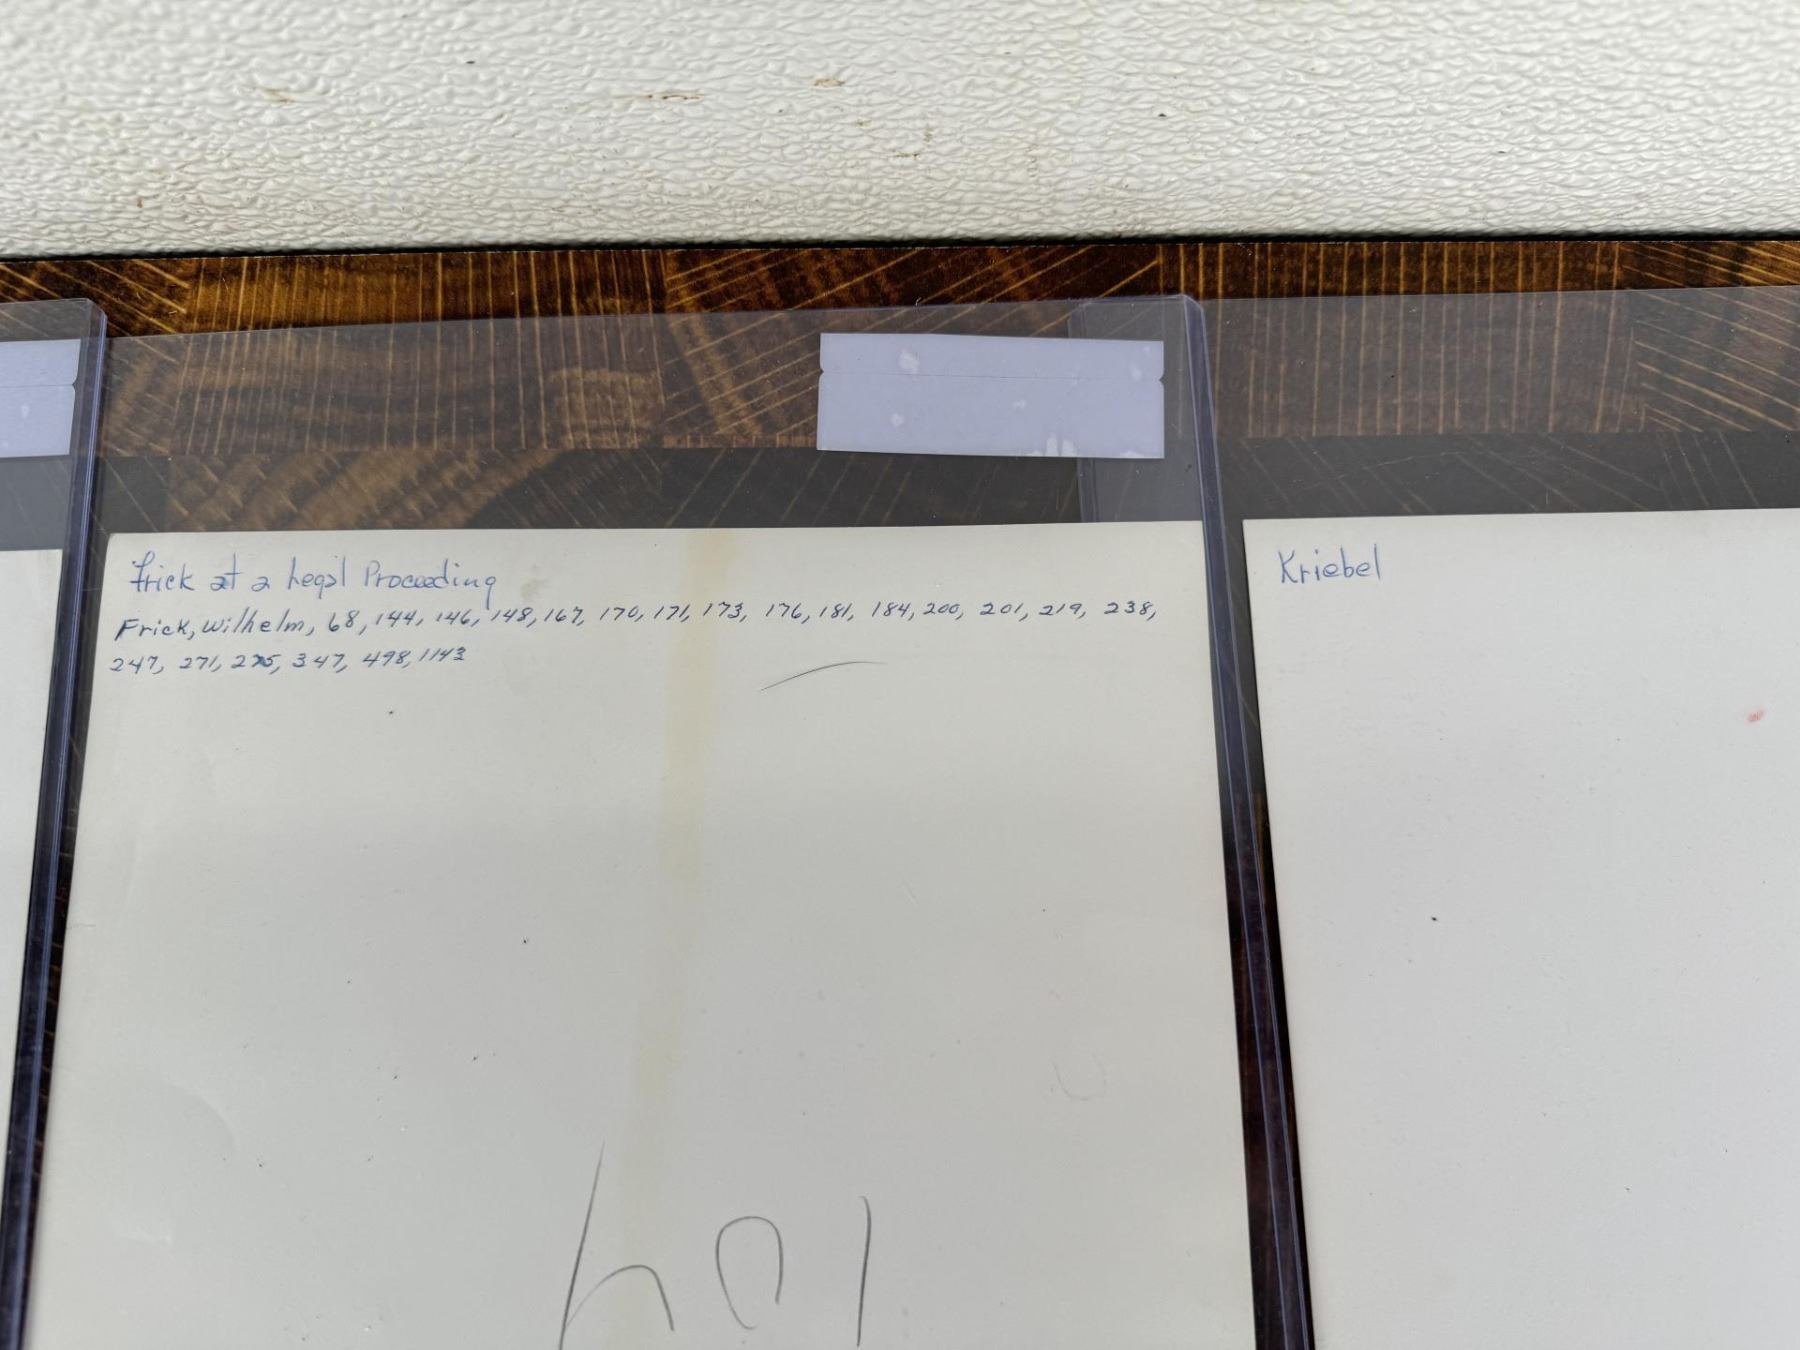 Frick at a Legal Proceeding
Frick, Wilhelm, 68, 144, 146, 148, 167, 170, 171, 173, 176, 181, 184, 200, 201, 219, 238,
247, 271, 275, 347, 498, 1143
Kriebel